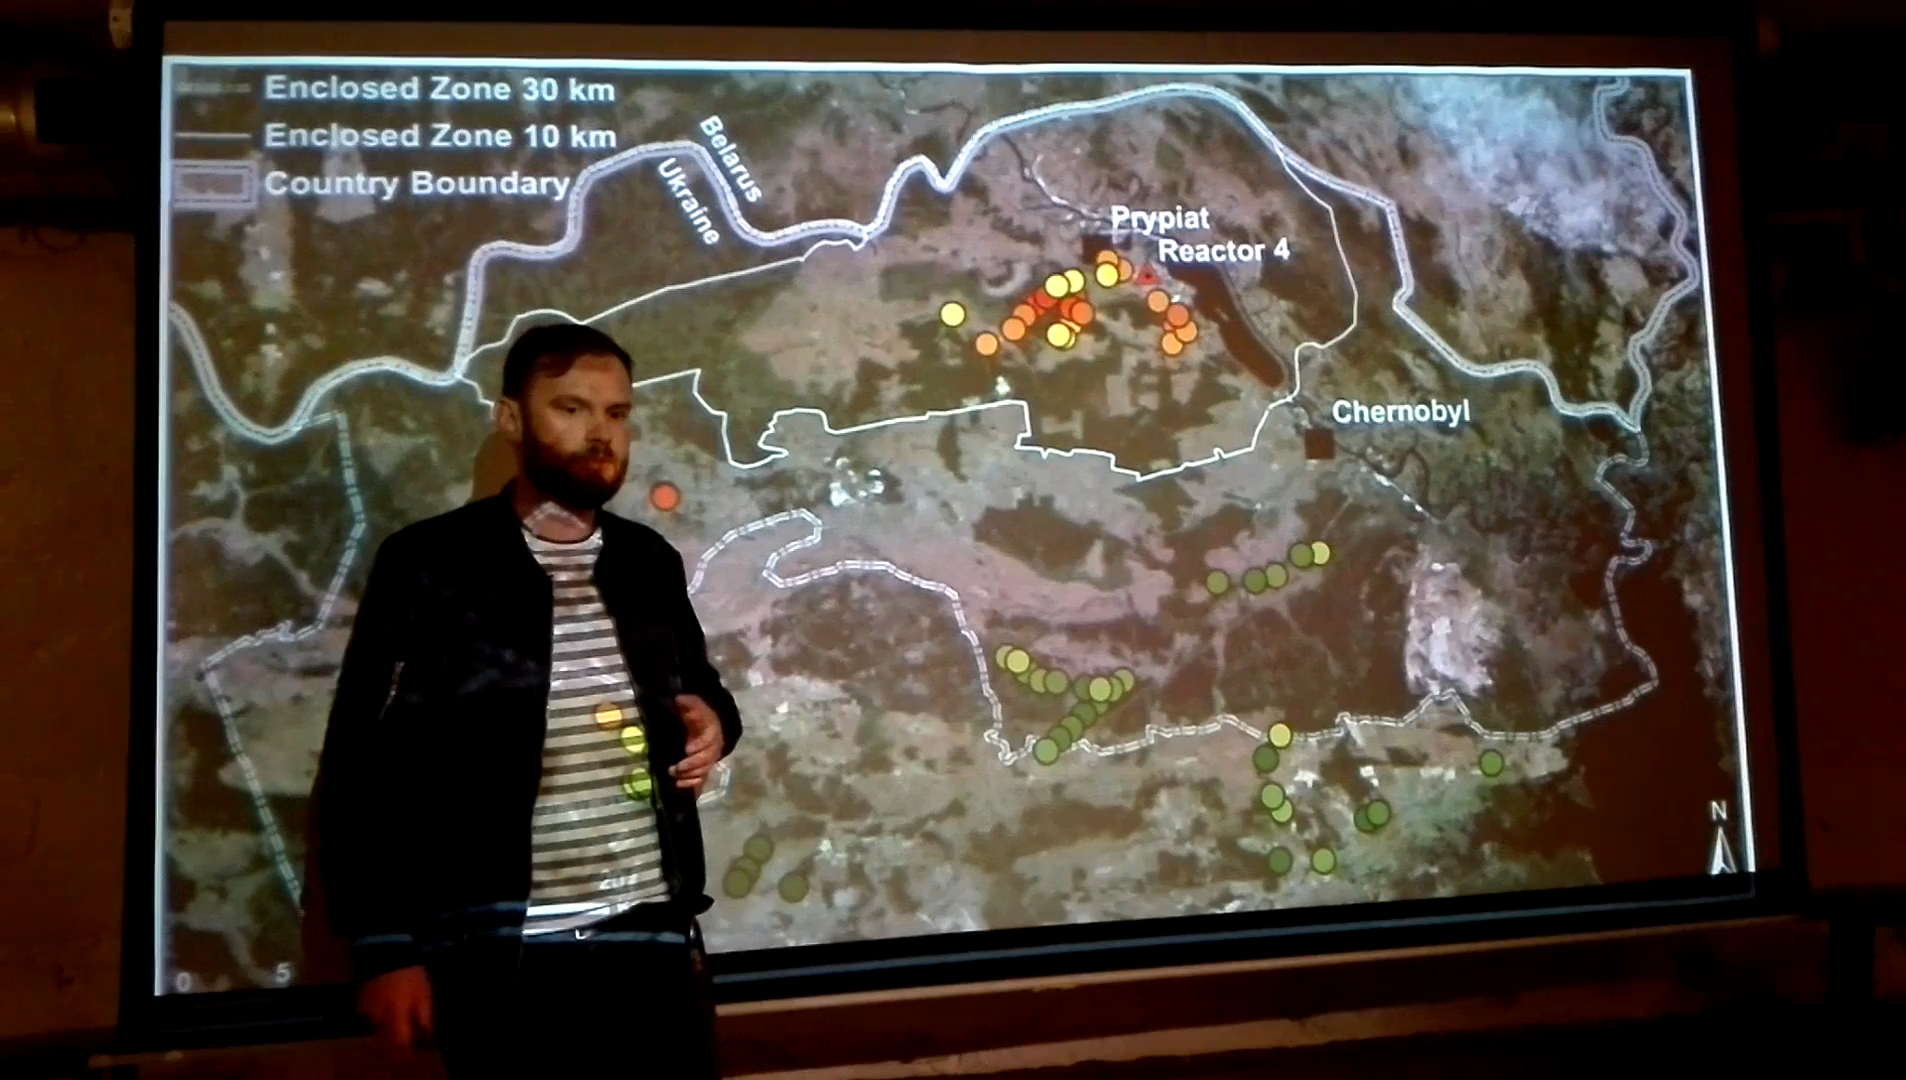 Enclosed Zone 30 km
Enclosed Zone 10 km
Country Boundary
Belarus
Ukraine
Prypiat
Reactor 4
Chernobyl
N
0 5